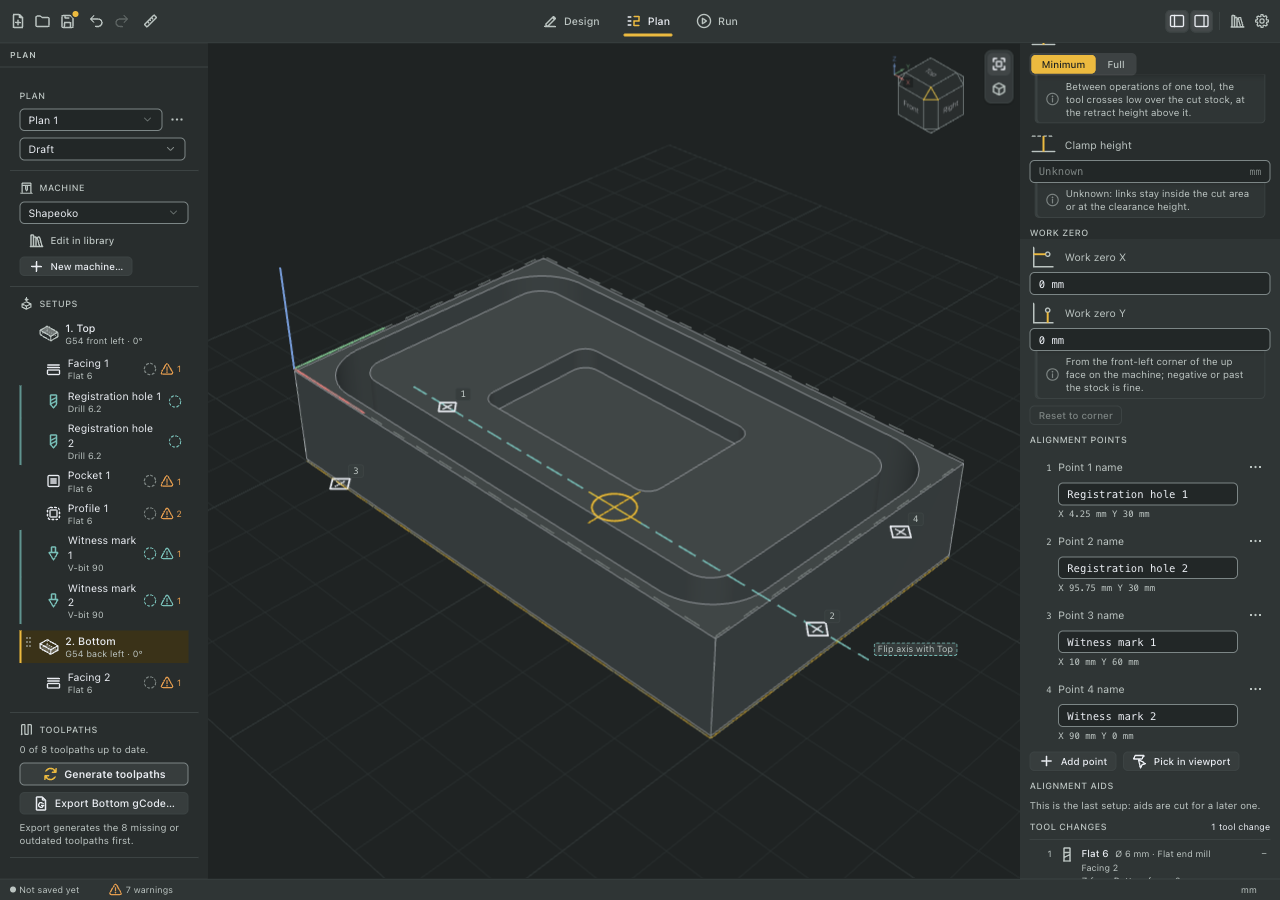 Design
Plan
Run
PLAN
PLAN
Plan 1
Draft
MACHINE
Shapeoko
Edit in library
New machine...
SETUPS
1. Top
G54 front left · 0°
Facing 1
Flat 6
1
Registration hole 1
Drill 6.2
Registration hole
2
Drill 6.2
Pocket 1
Flat 6
1
Profile 1
Flat 6
2
Witness mark
1
V-bit 90
1
Witness mark
2
V-bit 90
1
2. Bottom
G54 back left · 0°
Facing 2
Flat 6
1
TOOLPATHS
0 of 8 toolpaths up to date.
Generate toolpaths
Export Bottom gCode...
Export generates the 8 missing or
outdated toolpaths first.
Not saved yet
7 warnings
Top
Front
Right
1
3
4
2
Flip axis with Top
Minimum
Full
Between operations of one tool, the
tool crosses low over the cut stock, at
the retract height above it.
Clamp height
Unknown
mm
Unknown: links stay inside the cut area
or at the clearance height.
WORK ZERO
Work zero X
0 mm
Work zero Y
0 mm
From the front-left corner of the up
face on the machine; negative or past
the stock is fine.
Reset to corner
ALIGNMENT POINTS
1 Point 1 name
Registration hole 1
X 4.25 mm Y 30 mm
2 Point 2 name
Registration hole 2
X 95.75 mm Y 30 mm
3 Point 3 name
Witness mark 1
X 10 mm Y 60 mm
4 Point 4 name
Witness mark 2
X 90 mm Y 0 mm
Add point
Pick in viewport
ALIGNMENT AIDS
This is the last setup: aids are cut for a later one.
TOOL CHANGES
1 tool change
1 Flat 6 Ø 6 mm · Flat end mill –
Facing 2
mm